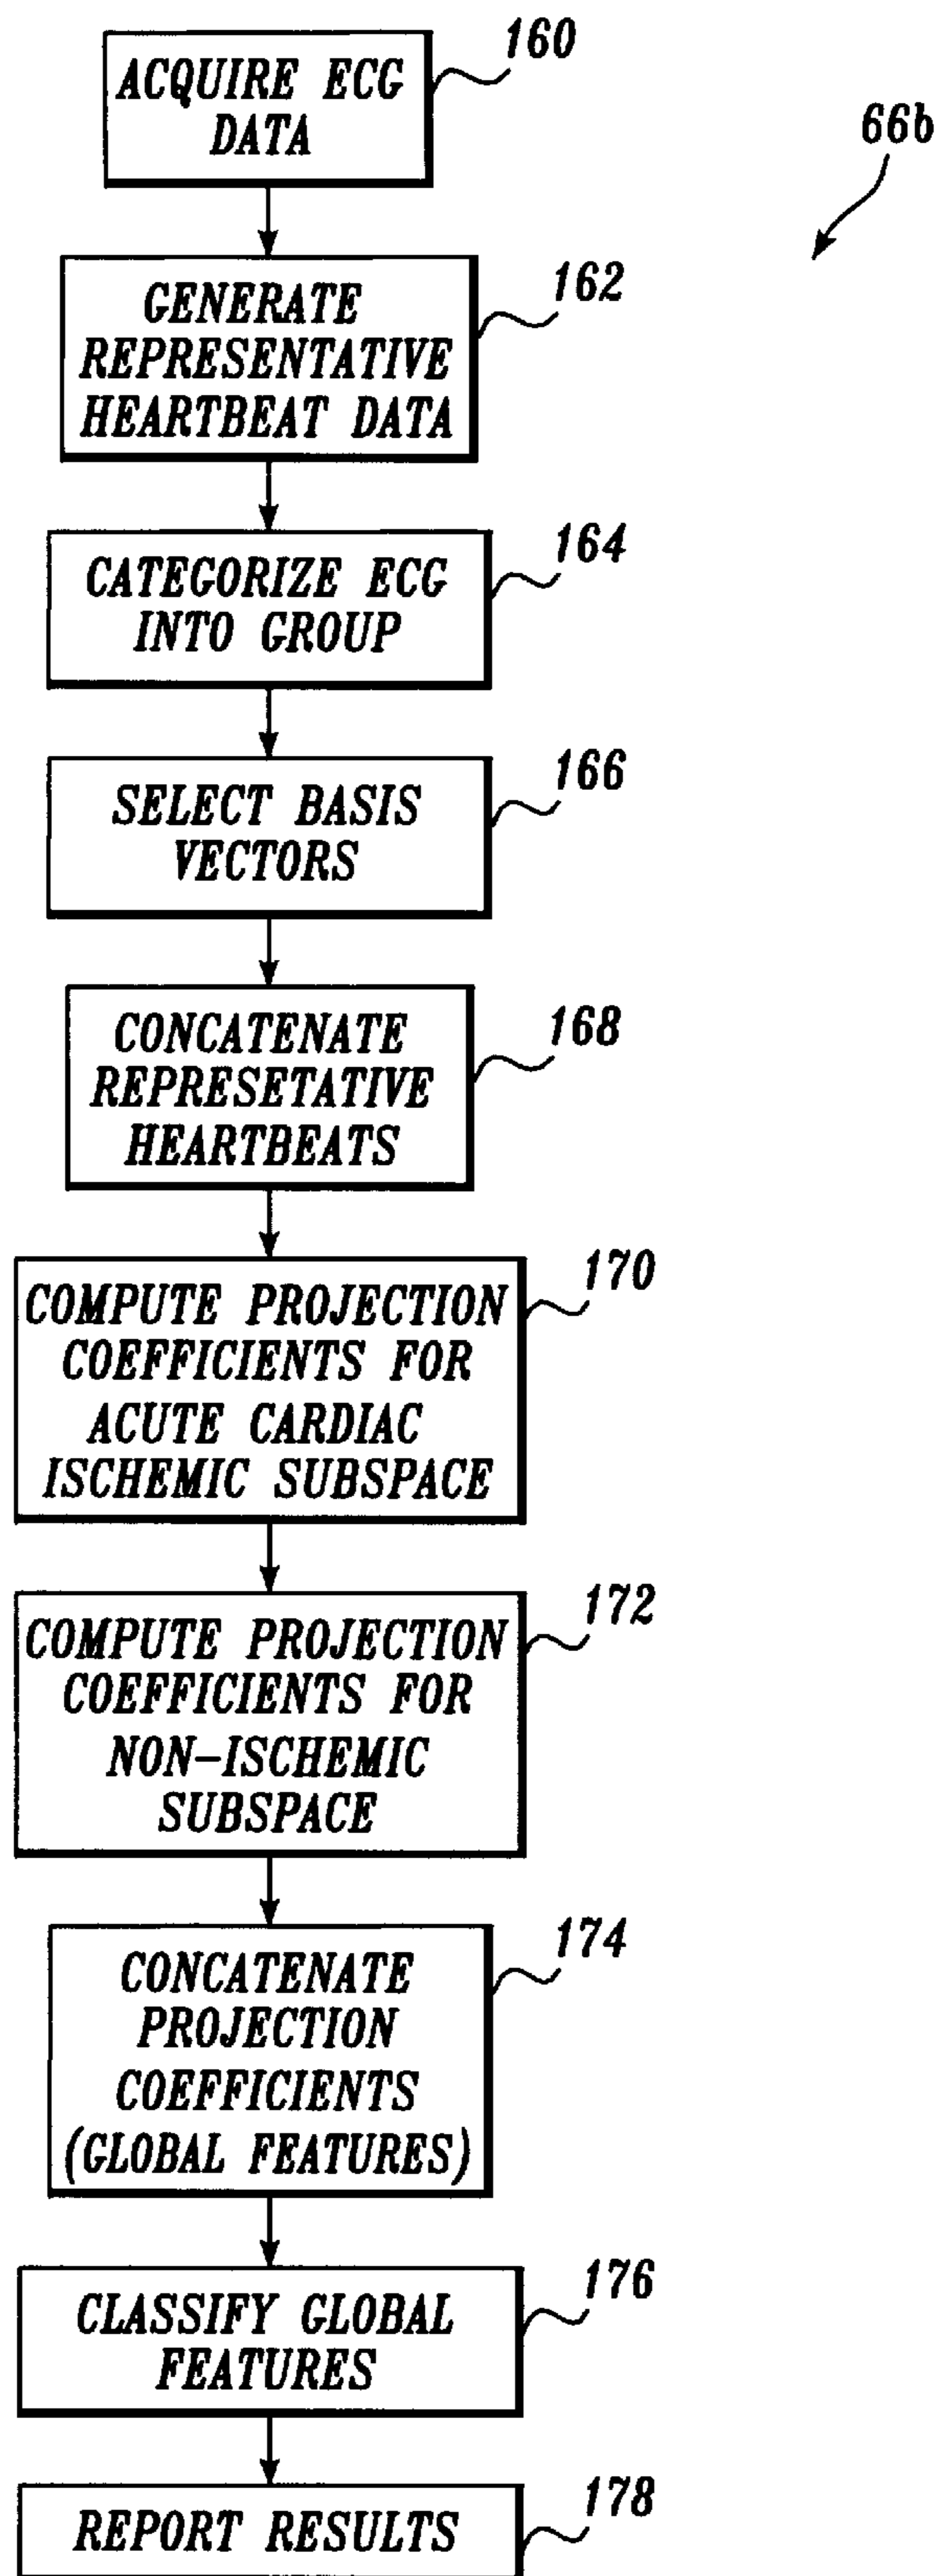 160
ACQUIRE ECG
DATA
66b
162
GENERATE
REPRESENTATIVE
HEARTBEAT DATA
164
CATEGORIZE ECG
INTO GROUP
166
SELECT BASIS
VECTORS
168
CONCATENATE
REPRESETATIVE
HEARTBEATS
170
COMPUTE PROJECTION
COEFFICIENTS FOR
ACUTE CARDIAC
ISCHEMIC SUBSPACE
172
COMPUTE PROJECTION
COEFFICIENTS FOR
NON-ISCHEMIC
SUBSPACE
174
CONCATENATE
PROJECTION
COEFFICIENTS
(GLOBAL FEATURES)
176
CLASSIFY GLOBAL
FEATURES
178
REPORT RESULTS